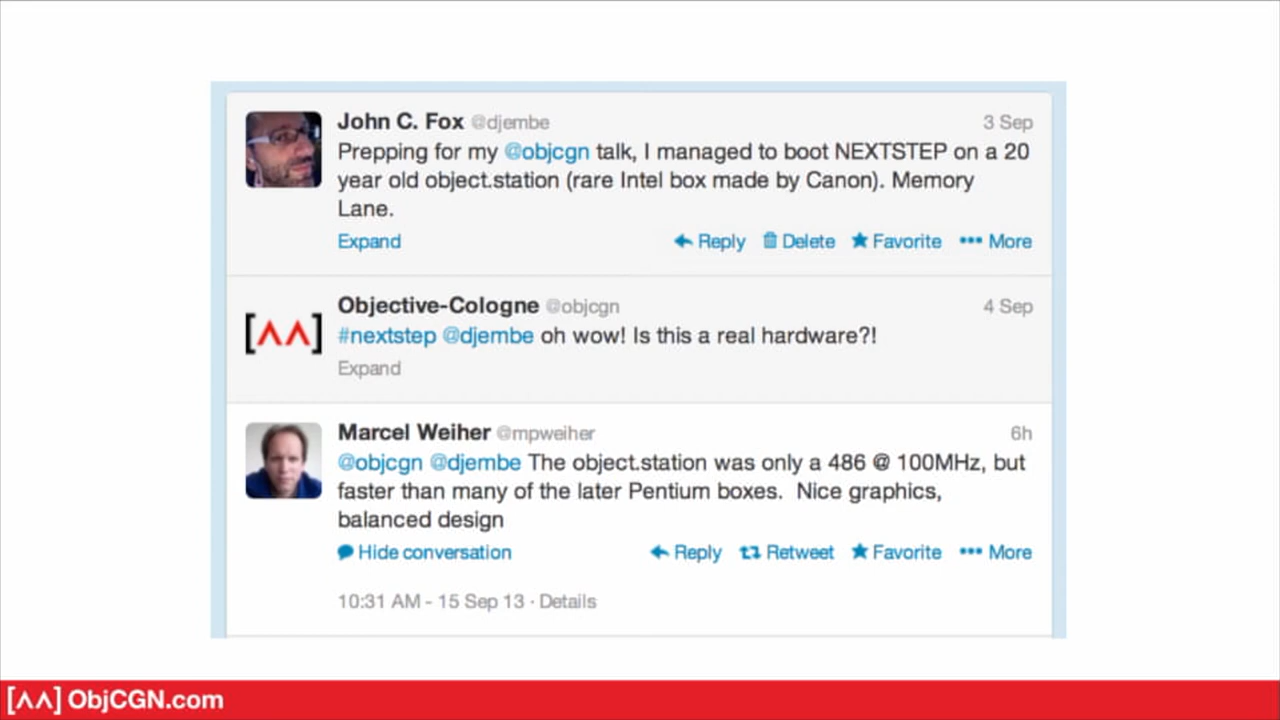 John C. Fox @djembe 3 Sep
Prepping for my @objcgn talk, I managed to boot NEXTSTEP on a 20
year old object.station (rare Intel box made by Canon). Memory
Lane.
Expand Reply Delete Favorite More
Objective-Cologne @objcgn 4 Sep
#nextstep @djembe oh wow! Is this a real hardware?!
Expand
Marcel Weiher @mpweiher 6h
@objcgn @djembe The object.station was only a 486 @ 100MHz, but
faster than many of the later Pentium boxes. Nice graphics,
balanced design
Hide conversation Reply Retweet Favorite More
10:31 AM - 15 Sep 13 · Details
[ʌʌ] ObjCGN.com